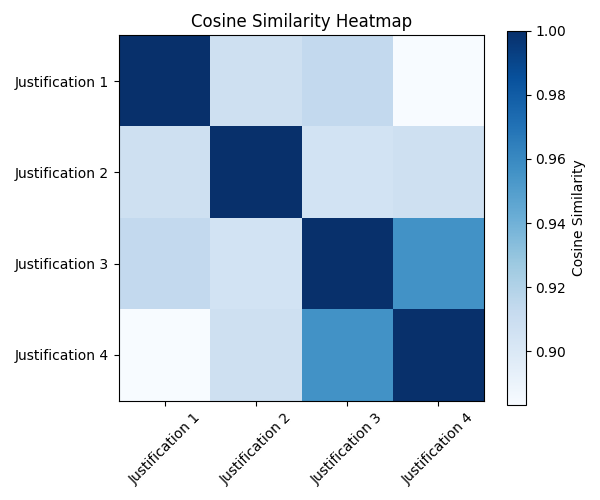 Cosine Similarity Heatmap
Justification 1
Justification 2
Justification 3
Justification 4
Justification 1
Justification 2
Justification 3
Justification 4
1.00
0.98
0.96
0.94
0.92
0.90
Cosine Similarity